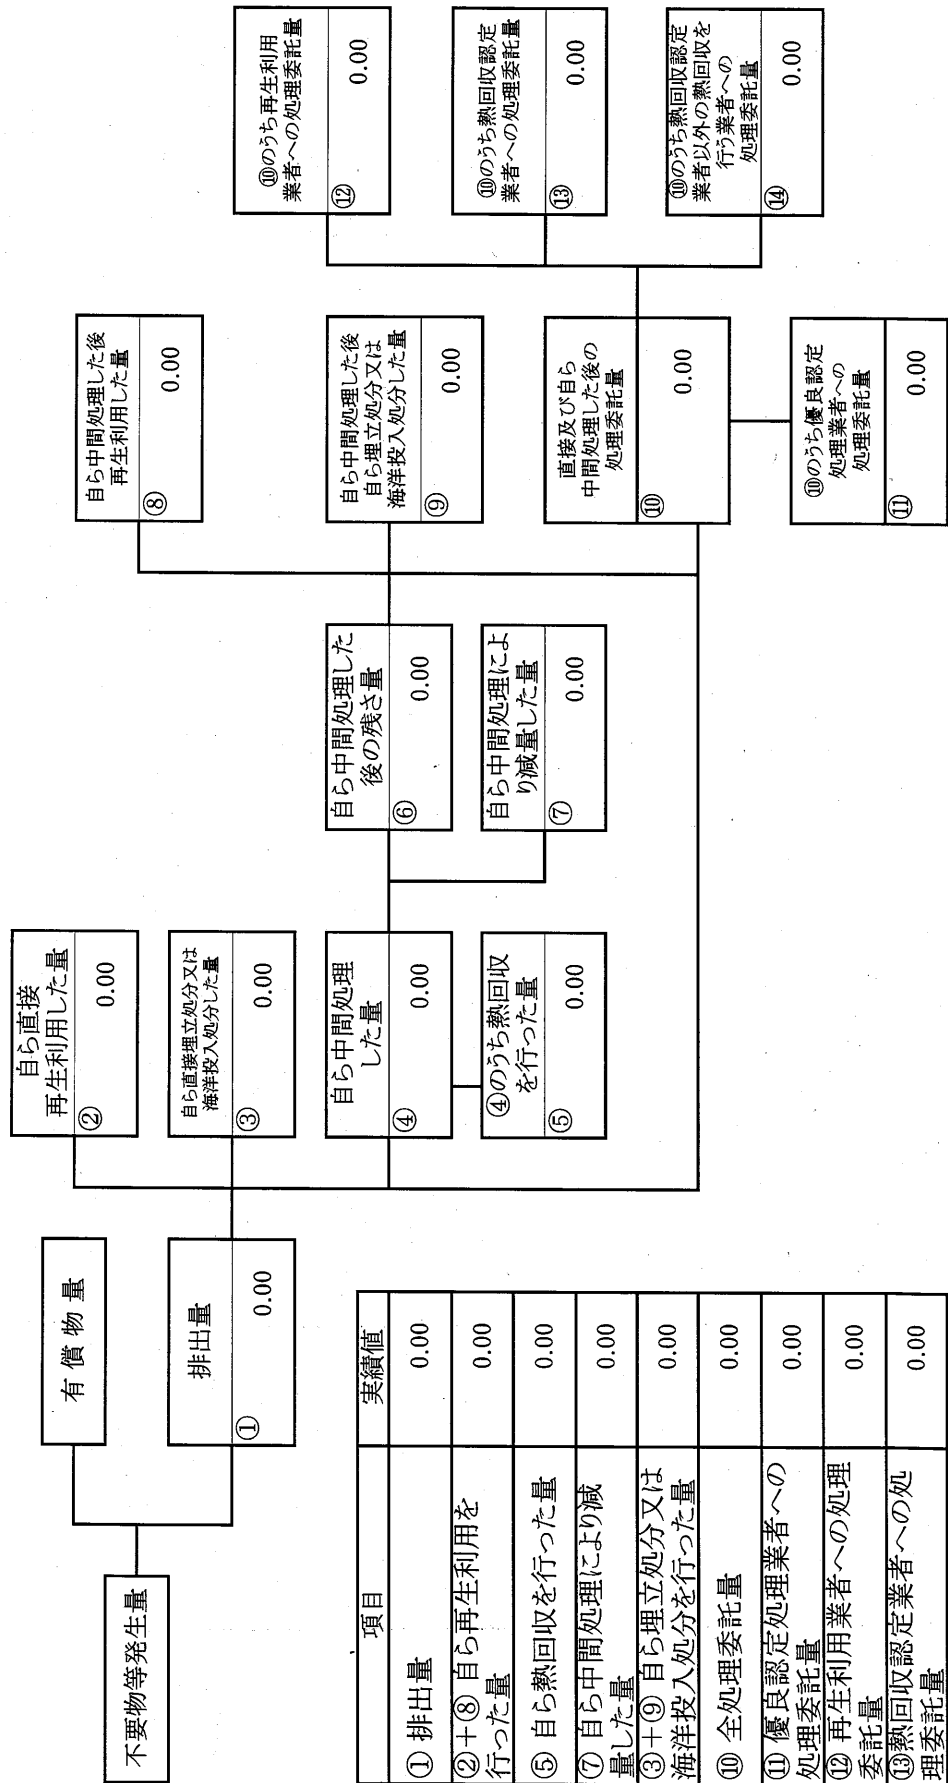 不要物等発生量
有償物量
排出量
①
0.00
自ら直接
再生利用した量
②
0.00
自ら直接埋立処分又は
海洋投入処分した量
③
0.00
自ら中間処理
した量
④
0.00
④のうち熱回収
を行った量
⑤
0.00
自ら中間処理した
後の残さ量
⑥
0.00
自ら中間処理によ
り減量した量
⑦
0.00
自ら中間処理した後
再生利用した量
⑧
0.00
自ら中間処理した後
自ら埋立処分又は
海洋投入処分した量
⑨
0.00
直接及び自ら
中間処理した後の
処理委託量
⑩
0.00
⑩のうち優良認定
処理業者への
処理委託量
⑪
0.00
⑩のうち再生利用
業者への処理委託量
⑫
0.00
⑩のうち熱回収認定
業者への処理委託量
⑬
0.00
⑩のうち熱回収認定
業者以外の熱回収を
行う業者への
処理委託量
⑭
0.00
項目 実績値
① 排出量 0.00
②+⑧ 自ら再生利用を
行った量 0.00
⑤ 自ら熱回収を行った量 0.00
⑦ 自ら中間処理により減
量した量 0.00
③+⑨ 自ら埋立処分又は
海洋投入処分を行った量 0.00
⑩ 全処理委託量 0.00
⑪ 優良認定処理業者への
処理委託量 0.00
⑫ 再生利用業者への処理
委託量 0.00
⑬熱回収認定業者への処
理委託量 0.00